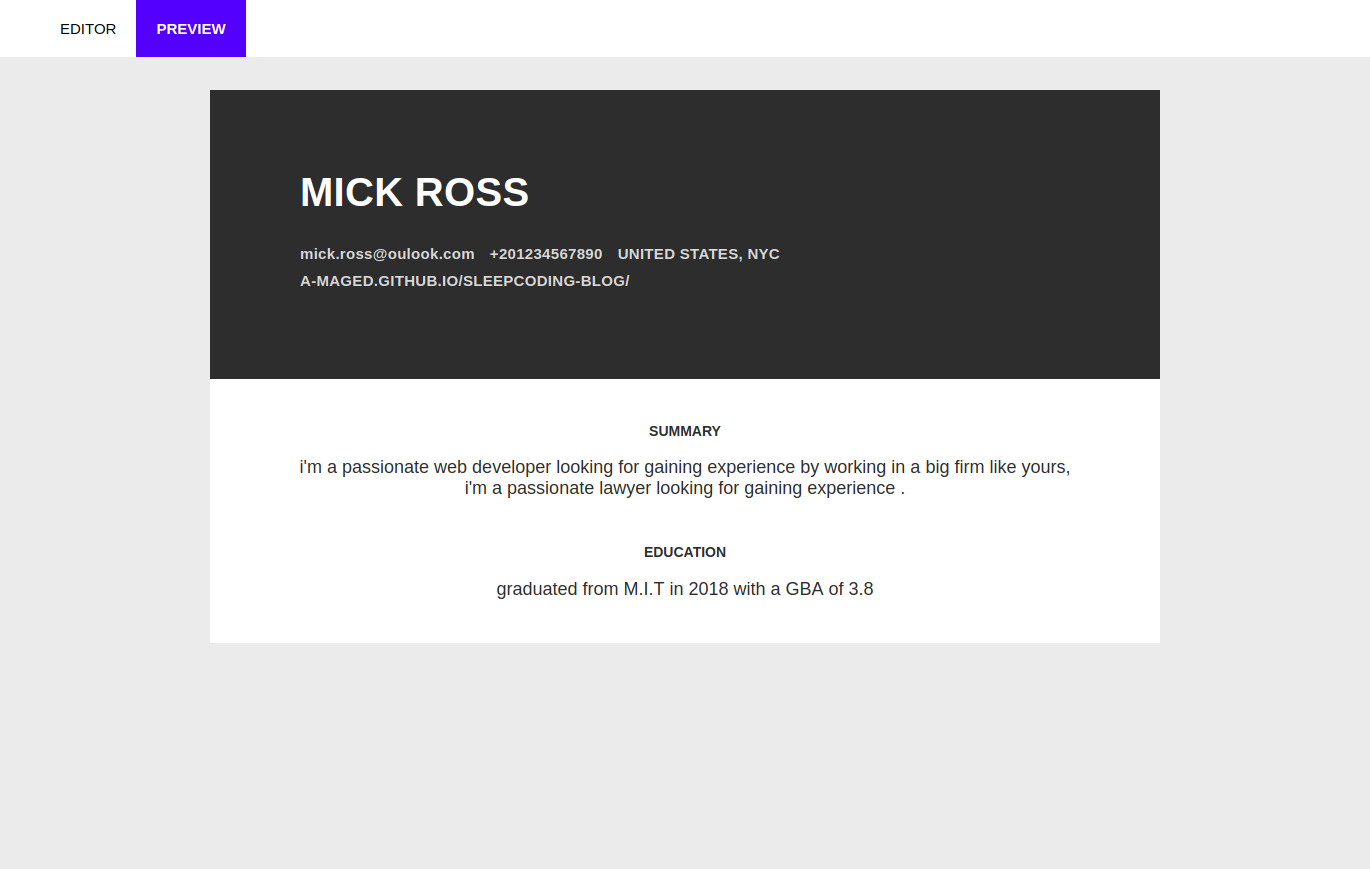 EDITOR PREVIEW
MICK ROSS
mick.ross@oulook.com +201234567890 UNITED STATES, NYC
A-MAGED.GITHUB.IO/SLEEPCODING-BLOG/
SUMMARY
i'm a passionate web developer looking for gaining experience by working in a big firm like yours,
i'm a passionate lawyer looking for gaining experience .
EDUCATION
graduated from M.I.T in 2018 with a GBA of 3.8